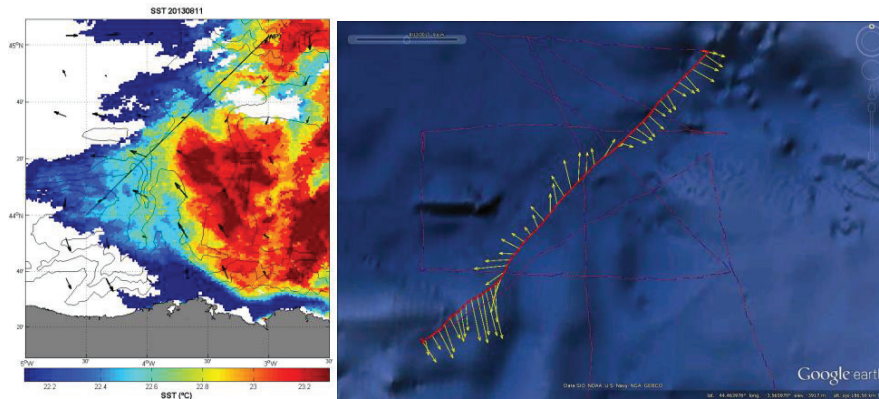 SST 20130811
45°N
40'
20'
44°N
40'
20'
5°W
30'
4°W
30'
3°W
30'
22.2
22.4
22.6
22.8
23
23.2
SST (°C)
Data SIO, NOAA, U.S. Navy, NGA, GEBCO
Google earth